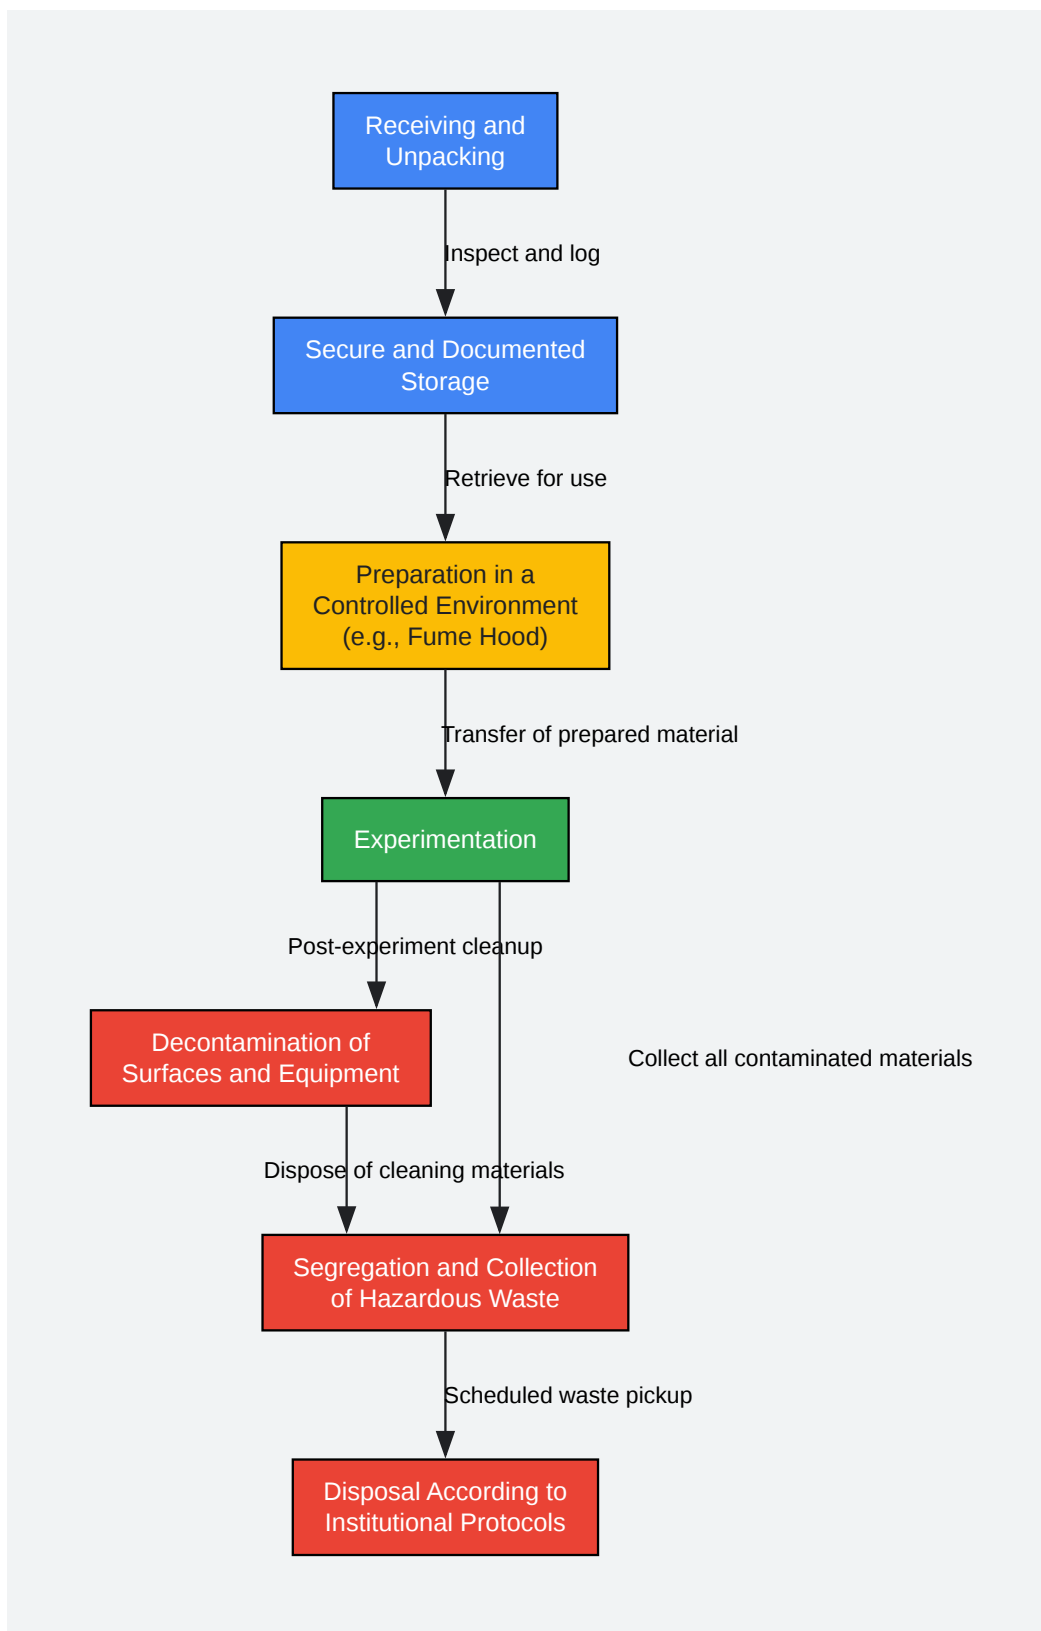 Receiving and
Unpacking
Inspect and log
Secure and Documented
Storage
Retrieve for use
Preparation in a
Controlled Environment
(e.g., Fume Hood)
Transfer of prepared material
Experimentation
Post-experiment cleanup
Decontamination of
Surfaces and Equipment
Collect all contaminated materials
Dispose of cleaning materials
Segregation and Collection
of Hazardous Waste
Scheduled waste pickup
Disposal According to
Institutional Protocols